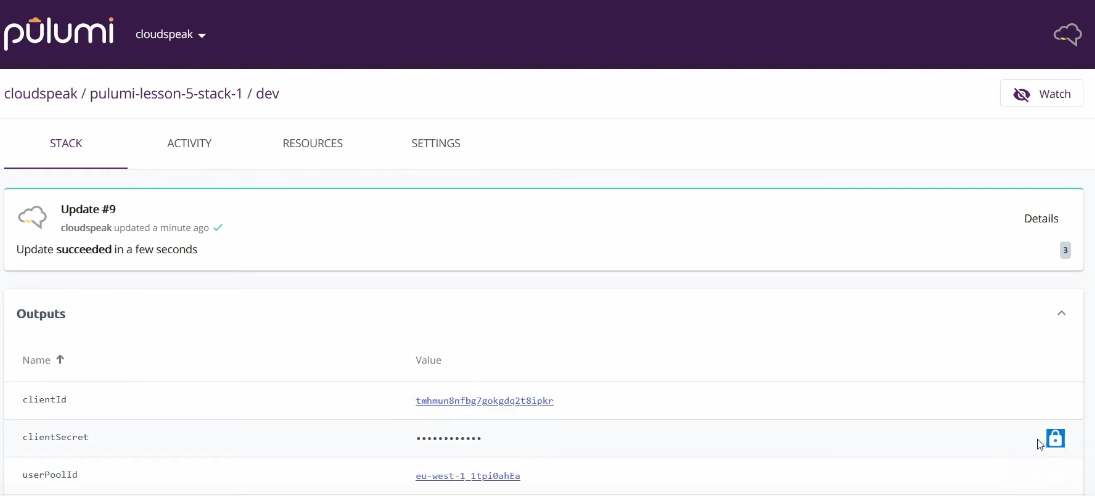 pulumi cloudspeak
cloudspeak / pulumi-lesson-5-stack-1 / dev
Watch
STACK ACTIVITY RESOURCES SETTINGS
Update #9
cloudspeak updated a minute ago
Details
Update succeeded in a few seconds
3
Outputs
Name Value
clientId tmhmun8nfbg7gokgdq2t8ipkr
clientSecret ••••••••••••
userPoolId eu-west-1_1tpi0ahEa